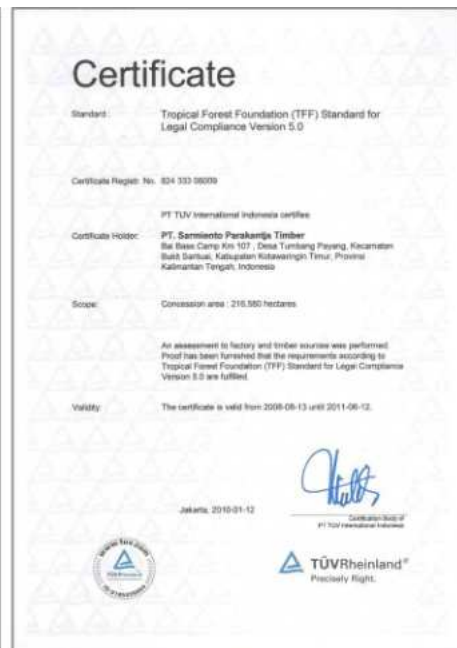 Certificate
Standard: Tropical Forest Foundation (TFF) Standard for
Legal Compliance Version 5.0
Certificate Registr. No. 824 333 08009
PT TÜV International Indonesia certifies
Certificate Holder: PT. Sarmiento Parakantja Timber
Bai Base Camp Km 107 , Desa Tumbang Payang, Kecamatan
Bukit Santuai, Kabupaten Kotawaringin Timur, Provinsi
Kalimantan Tengah, Indonesia
Scope: Concession area : 216,580 hectares
An assessment to factory and timber sources was performed.
Proof has been furnished that the requirements according to
Tropical Forest Foundation (TFF) Standard for Legal Compliance
Version 5.0 are fulfilled.
Validity: The certificate is valid from 2008-08-13 until 2011-06-12.
Jakarta, 2010-01-12
Certification Body of
PT TÜV International Indonesia
www.tuv.com
TÜVRheinland®
Precisely Right.